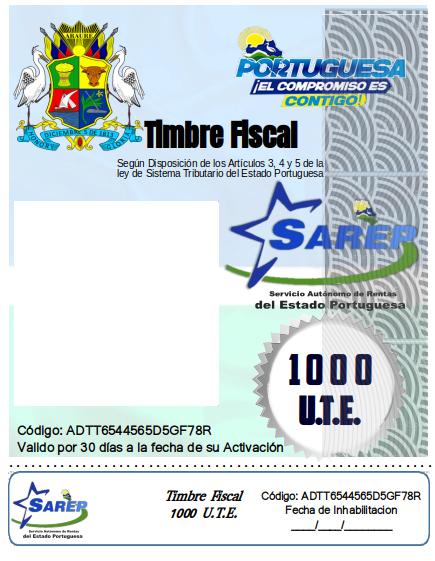 ARAURE
DICIEMBRE 5 DE 1813
HONOR Y GLORIA
PORTUGUESA
¡EL COMPROMISO ES
CONTIGO!
Timbre Fiscal
Según Disposición de los Artículos 3, 4 y 5 de la
ley de Sistema Tributario del Estado Portuguesa
SAREP
Servicio Autónomo de Rentas
del Estado Portuguesa
1000
U.T.E.
Código: ADTT6544565D5GF78R
Valido por 30 días a la fecha de su Activación
SAREP
Servicio Autónomo de Rentas
del Estado Portuguesa
Timbre Fiscal
1000 U.T.E.
Código: ADTT6544565D5GF78R
Fecha de Inhabilitacion
____/____/________